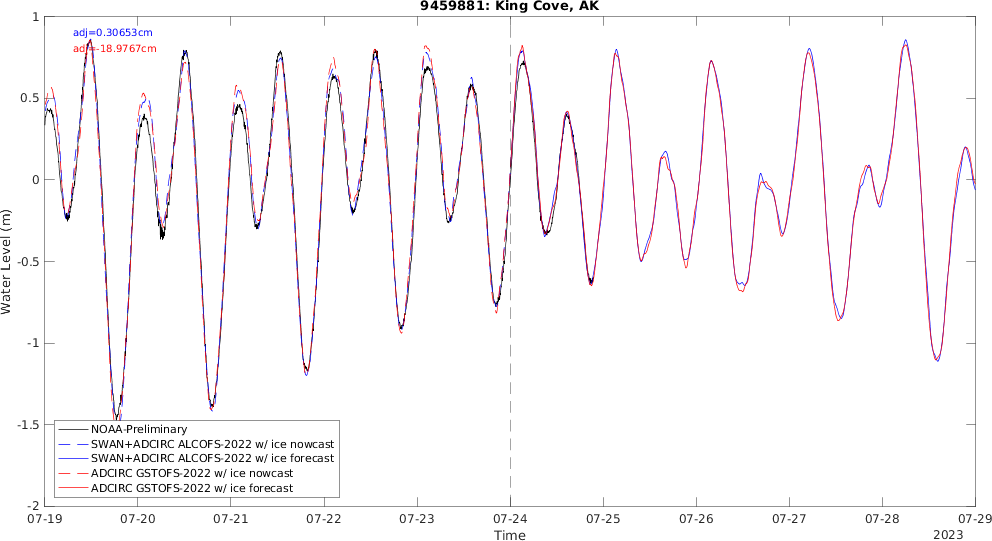 9459881: King Cove, AK
adj=0.30653cm
adj=-18.9767cm
Water Level (m)
1
0.5
0
-0.5
-1
-1.5
-2
NOAA-Preliminary
SWAN+ADCIRC ALCOFS-2022 w/ ice nowcast
SWAN+ADCIRC ALCOFS-2022 w/ ice forecast
ADCIRC GSTOFS-2022 w/ ice nowcast
ADCIRC GSTOFS-2022 w/ ice forecast
07-19 07-20 07-21 07-22 07-23 07-24 07-25 07-26 07-27 07-28 07-29
Time
2023